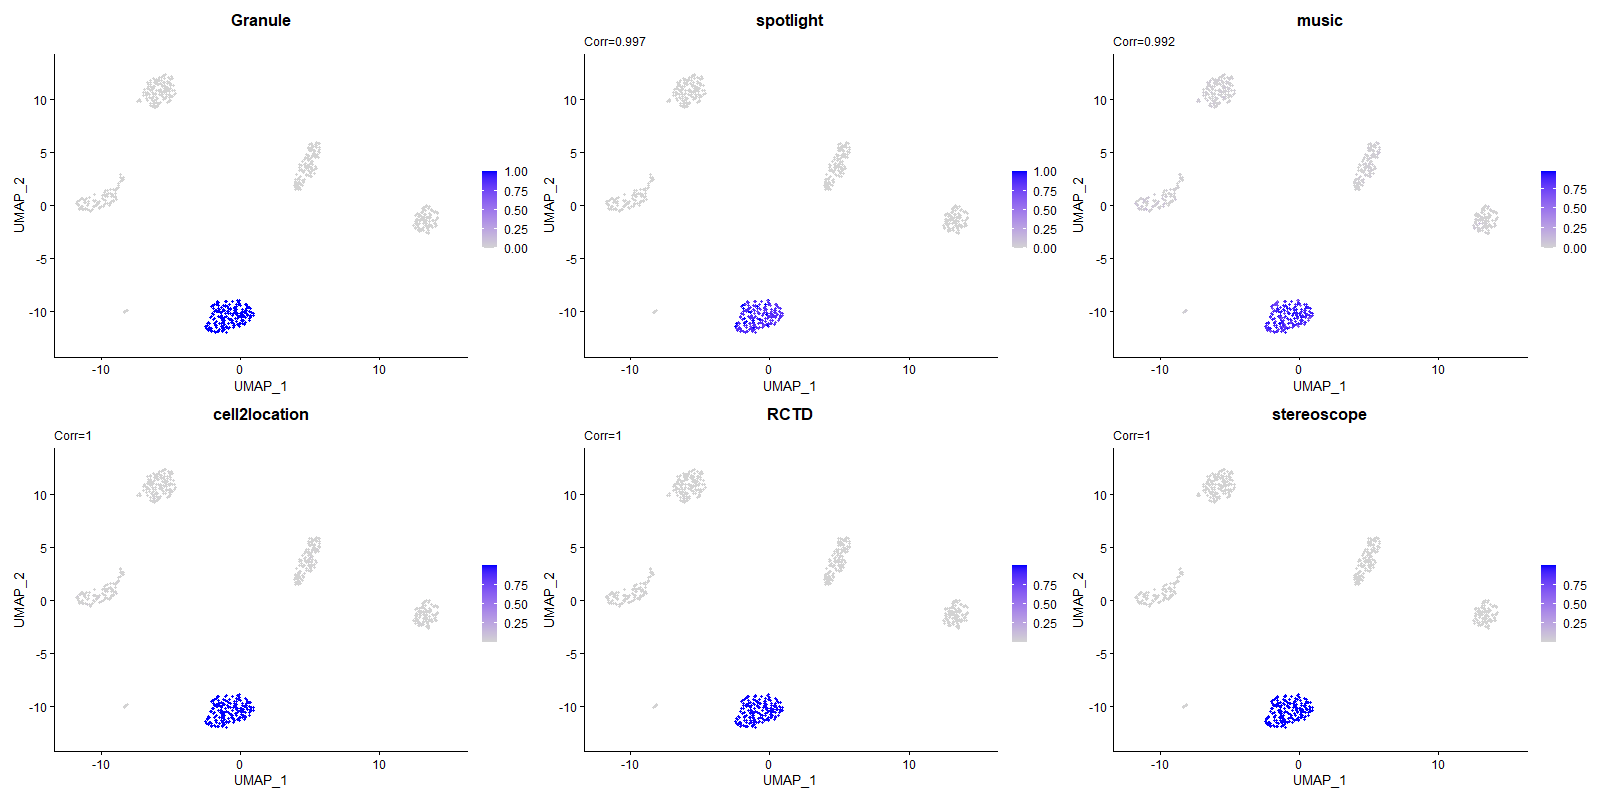 Granule
10
5
0
-5
-10
UMAP_2
-10 0 10
UMAP_1
1.00
0.75
0.50
0.25
0.00
spotlight
Corr=0.997
10
5
0
-5
-10
UMAP_2
-10 0 10
UMAP_1
1.00
0.75
0.50
0.25
0.00
music
Corr=0.992
10
5
0
-5
-10
UMAP_2
-10 0 10
UMAP_1
0.75
0.50
0.25
0.00
cell2location
Corr=1
10
5
0
-5
-10
UMAP_2
-10 0 10
UMAP_1
0.75
0.50
0.25
RCTD
Corr=1
10
5
0
-5
-10
UMAP_2
-10 0 10
UMAP_1
0.75
0.50
0.25
stereoscope
Corr=1
10
5
0
-5
-10
UMAP_2
-10 0 10
UMAP_1
0.75
0.50
0.25